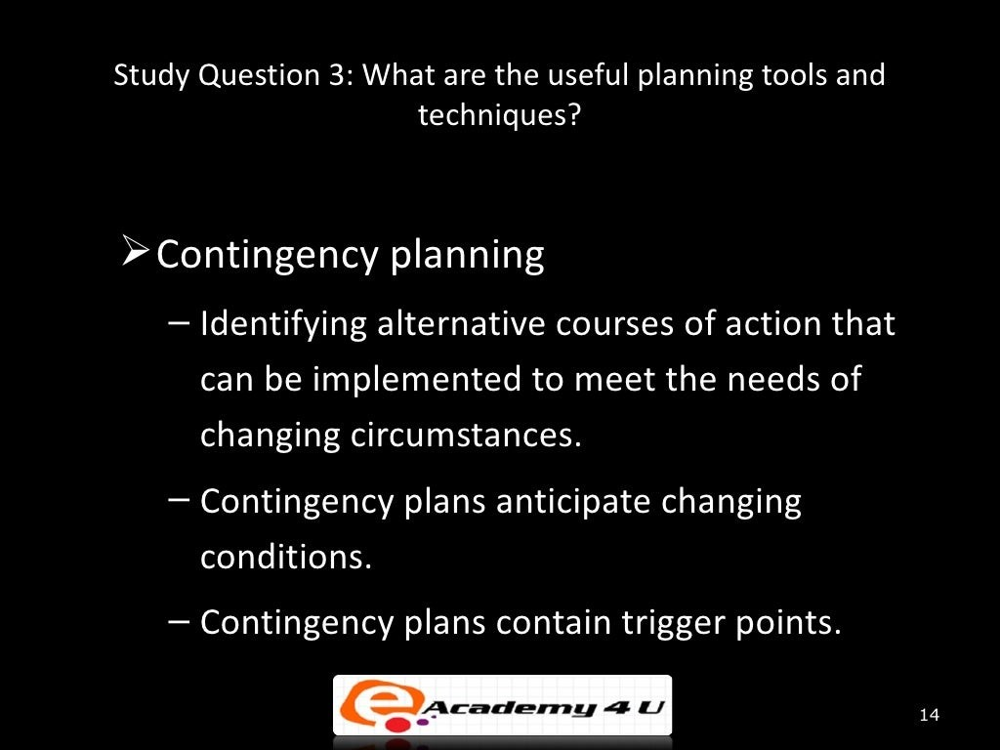 Study Question 3: What are the useful planning tools and
techniques?
➢Contingency planning
– Identifying alternative courses of action that
can be implemented to meet the needs of
changing circumstances.
– Contingency plans anticipate changing
conditions.
– Contingency plans contain trigger points.
e Academy 4 U
14